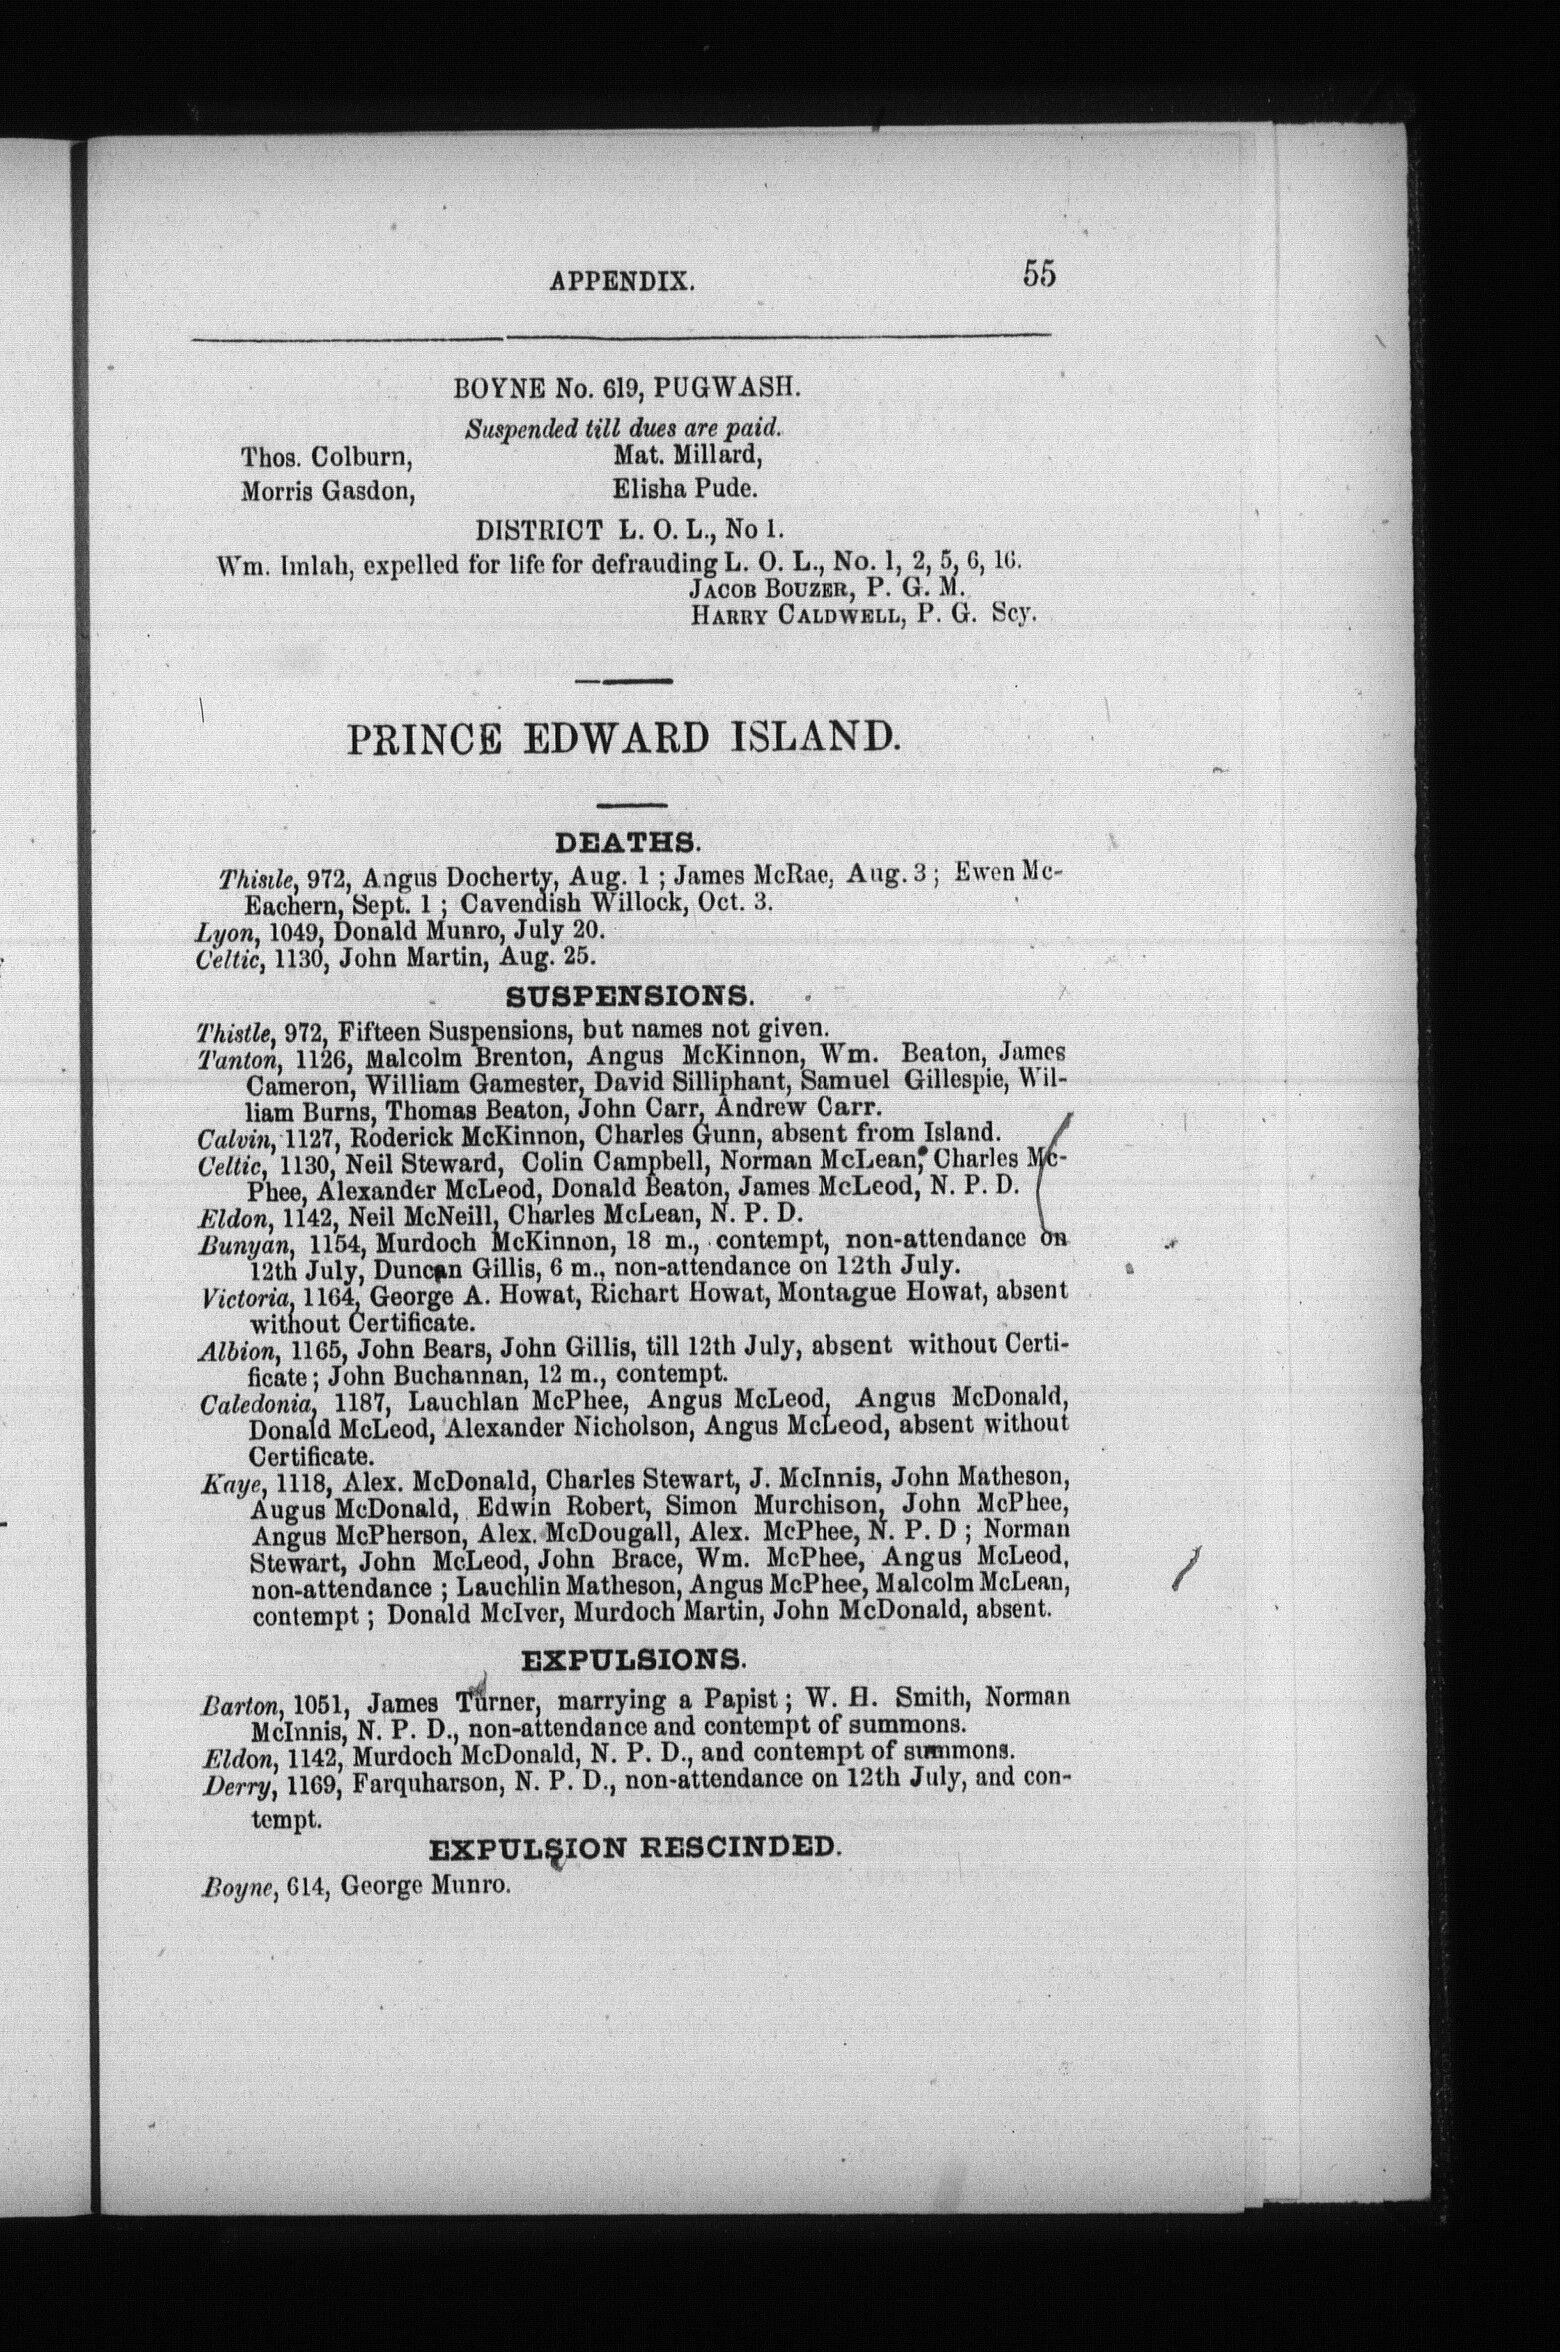 APPENDIX. 55
BOYNE No. 619, PUGWASH.
Suspended till dues are paid.
Thos. Colburn, Mat. Millard,
Morris Gasdon, Elisha Pude.
DISTRICT L. O. L., No 1.
Wm. Imlah, expelled for life for defrauding L. O. L., No. 1, 2, 5, 6, 16.
JACOB BOUZER, P. G. M.
HARRY CALDWELL, P. G. Scy.
PRINCE EDWARD ISLAND.
DEATHS.
Thistle, 972, Angus Docherty, Aug. 1 ; James McRae, Aug. 3 ; Ewen Mc-
Eachern, Sept. 1 ; Cavendish Willock, Oct. 3.
Lyon, 1049, Donald Munro, July 20.
Celtic, 1130, John Martin, Aug. 25.
SUSPENSIONS.
Thistle, 972, Fifteen Suspensions, but names not given.
Tanton, 1126, Malcolm Brenton, Angus McKinnon, Wm. Beaton, James
Cameron, William Gamester, David Silliphant, Samuel Gillespie, Wil-
liam Burns, Thomas Beaton, John Carr, Andrew Carr.
Calvin, 1127, Roderick McKinnon, Charles Gunn, absent from Island.
Celtic, 1130, Neil Steward, Colin Campbell, Norman McLean, Charles Mc-
Phee, Alexander McLeod, Donald Beaton, James McLeod, N. P. D.
Eldon, 1142, Neil McNeill, Charles McLean, N. P. D.
Bunyan, 1154, Murdoch McKinnon, 18 m., contempt, non-attendance on
12th July, Duncan Gillis, 6 m., non-attendance on 12th July.
Victoria, 1164, George A. Howat, Richart Howat, Montague Howat, absent
without Certificate.
Albion, 1165, John Bears, John Gillis, till 12th July, absent without Certi-
ficate ; John Buchannan, 12 m., contempt.
Caledonia, 1187, Lauchlan McPhee, Angus McLeod, Angus McDonald,
Donald McLeod, Alexander Nicholson, Angus McLeod, absent without
Certificate.
Kaye, 1118, Alex. McDonald, Charles Stewart, J. McInnis, John Matheson,
Augus McDonald, Edwin Robert, Simon Murchison, John McPhee,
Angus McPherson, Alex. McDougall, Alex. McPhee, N. P. D ; Norman
Stewart, John McLeod, John Brace, Wm. McPhee, Angus McLeod,
non-attendance ; Lauchlin Matheson, Angus McPhee, Malcolm McLean,
contempt ; Donald McIver, Murdoch Martin, John McDonald, absent.
EXPULSIONS.
Barton, 1051, James Turner, marrying a Papist ; W. H. Smith, Norman
McInnis, N. P. D., non-attendance and contempt of summons.
Eldon, 1142, Murdoch McDonald, N. P. D., and contempt of summons.
Derry, 1169, Farquharson, N. P. D., non-attendance on 12th July, and con-
tempt.
EXPULSION RESCINDED.
Boyne, 614, George Munro.